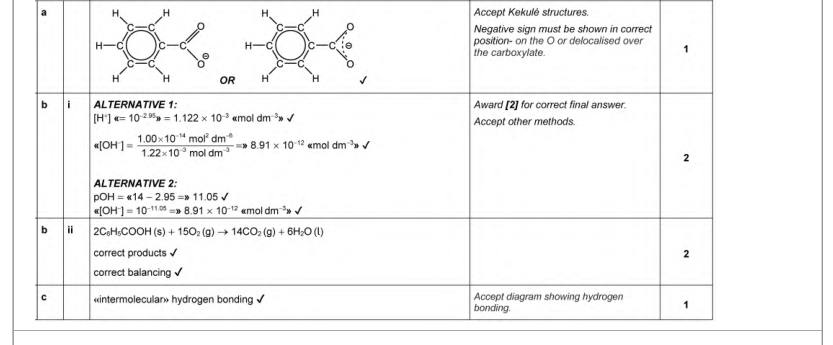 a
H H H H
C=C C=C
O O
H-C C-C H-C C-C
⊖ ⊖
C=C O C=C O
H H OR H H ✓
Accept Kekulé structures.
Negative sign must be shown in correct
position- on the O or delocalised over
the carboxylate.
1
b i
ALTERNATIVE 1:
[H⁺] «= 10⁻²·⁹⁵» = 1.122 × 10⁻³ «mol dm⁻³» ✓
«[OH⁻] = 1.00×10⁻¹⁴ mol² dm⁻⁶ / 1.22×10⁻³ mol dm⁻³ =» 8.91 × 10⁻¹² «mol dm⁻³» ✓
ALTERNATIVE 2:
pOH = «14 – 2.95 =» 11.05 ✓
«[OH⁻] = 10⁻¹¹·⁰⁵ =» 8.91 × 10⁻¹² «mol dm⁻³» ✓
Award [2] for correct final answer.
Accept other methods.
2
b ii
2C₆H₅COOH (s) + 15O₂ (g) → 14CO₂ (g) + 6H₂O (l)
correct products ✓
correct balancing ✓
2
c
«intermolecular» hydrogen bonding ✓
Accept diagram showing hydrogen
bonding.
1